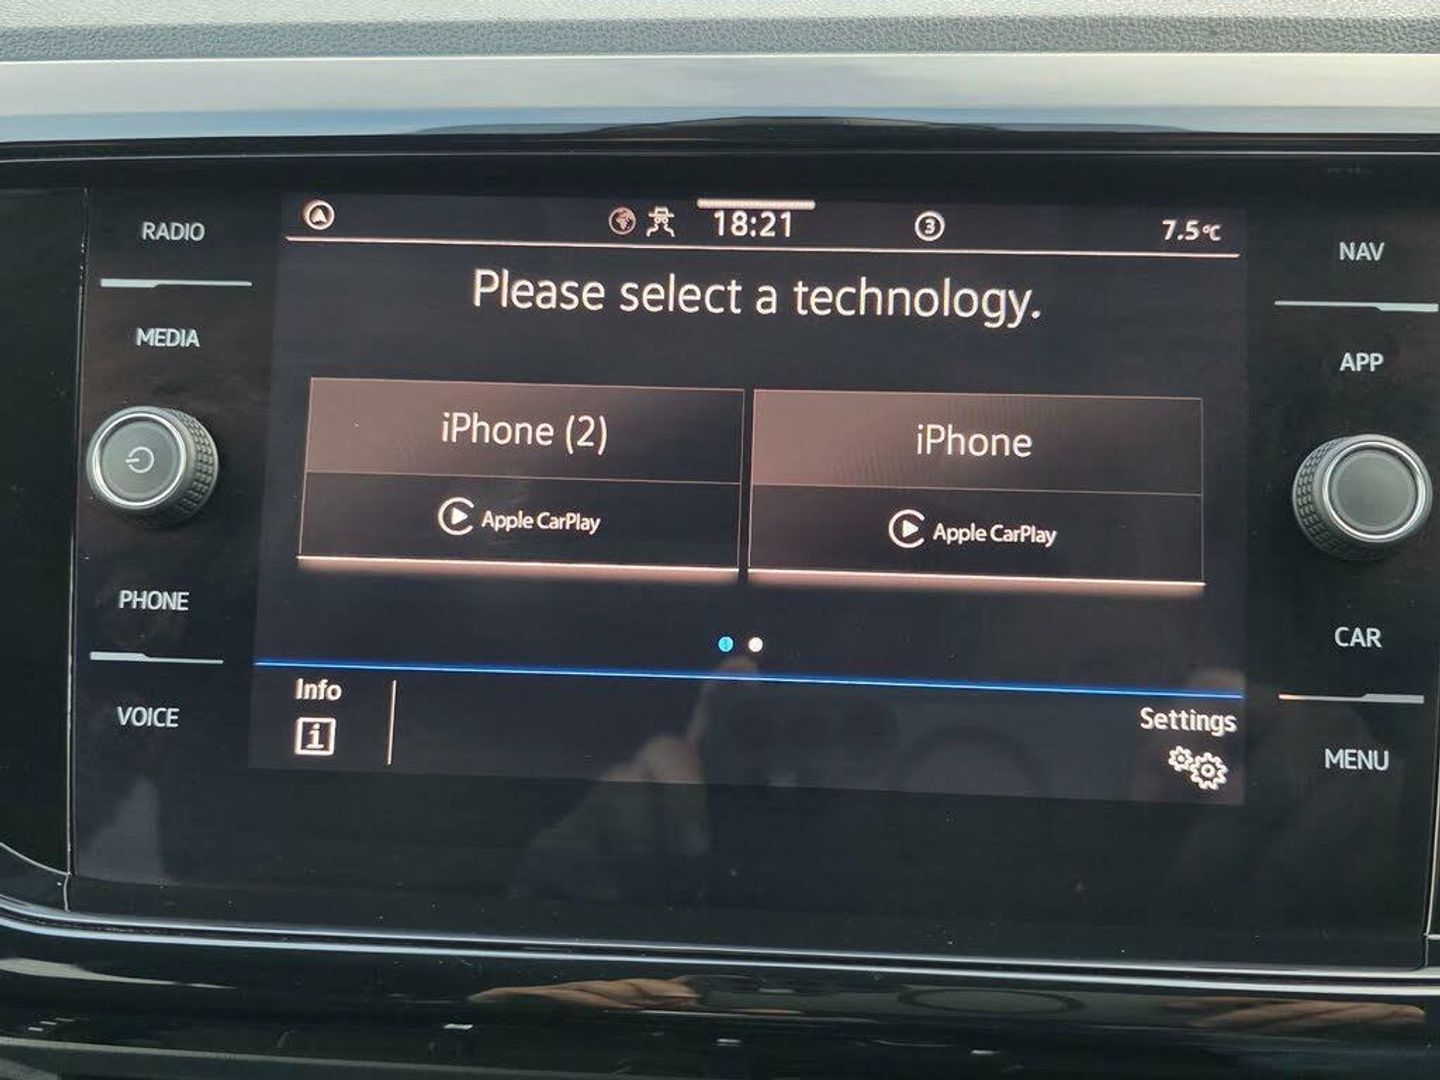 RADIO
MEDIA
PHONE
VOICE
18:21
3
7.5°C
Please select a technology.
iPhone (2)
Apple CarPlay
iPhone
Apple CarPlay
Info
i
Settings
NAV
APP
CAR
MENU